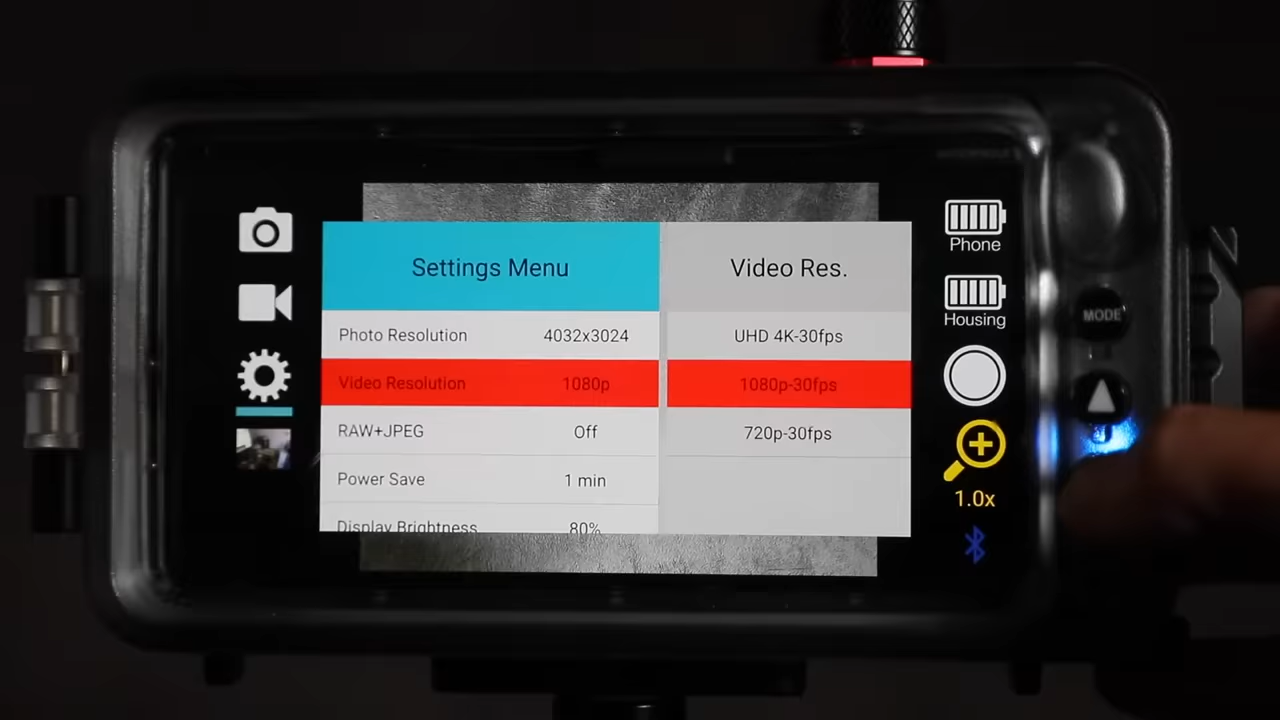 Settings Menu
Video Res.
Photo Resolution 4032x3024
UHD 4K-30fps
Video Resolution 1080p
1080p-30fps
RAW+JPEG Off
720p-30fps
Power Save 1 min
Display Brightness 80%
Phone
Housing
1.0x
MODE